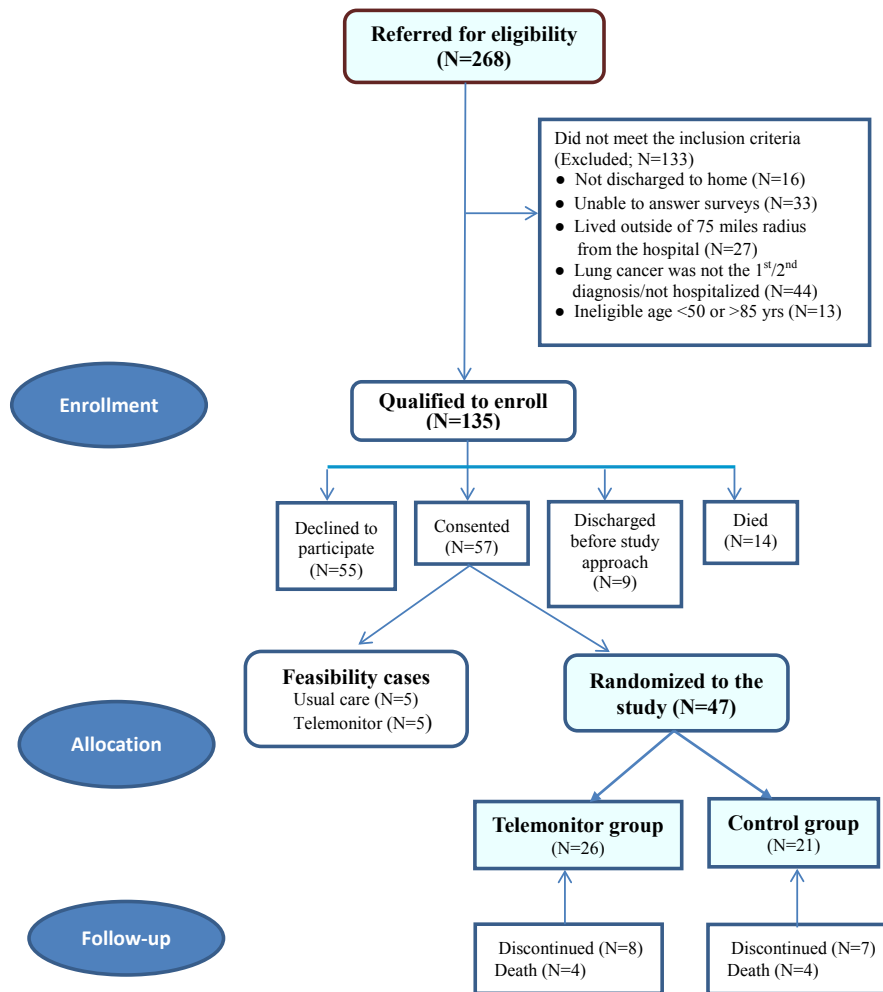 Referred for eligibility
(N=268)
Did not meet the inclusion criteria
(Excluded; N=133)
● Not discharged to home (N=16)
● Unable to answer surveys (N=33)
● Lived outside of 75 miles radius
from the hospital (N=27)
● Lung cancer was not the 1st/2nd
diagnosis/not hospitalized (N=44)
● Ineligible age <50 or >85 yrs (N=13)
Enrollment
Qualified to enroll
(N=135)
Declined to
participate
(N=55)
Consented
(N=57)
Discharged
before study
approach
(N=9)
Died
(N=14)
Feasibility cases
Usual care (N=5)
Telemonitor (N=5)
Randomized to the
study (N=47)
Allocation
Telemonitor group
(N=26)
Control group
(N=21)
Follow-up
Discontinued (N=8)
Death (N=4)
Discontinued (N=7)
Death (N=4)